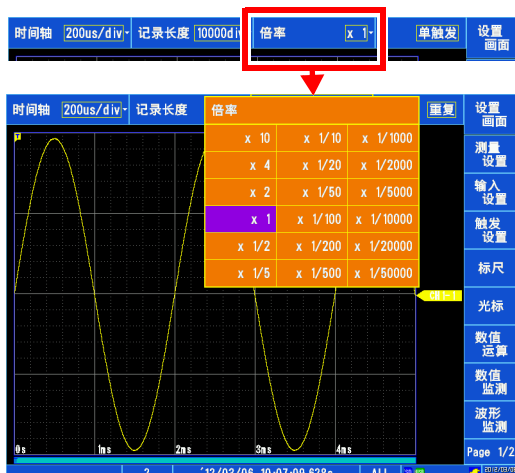 时间轴 200us/div 记录长度 10000di 倍率 x 1 单触发 设置画面
时间轴 200us/div 记录长度 倍率 重复 设置画面
x 10 x 1/10 x 1/1000
x 4 x 1/20 x 1/2000
x 2 x 1/50 x 1/5000
x 1 x 1/100 x 1/10000
x 1/2 x 1/200 x 1/20000
x 1/5 x 1/500 x 1/50000
测量设置
输入设置
触发设置
标尺
光标
数值运算
数值监测
波形监测
0s 1ms 2ms 3ms 4ms
Page 1/2